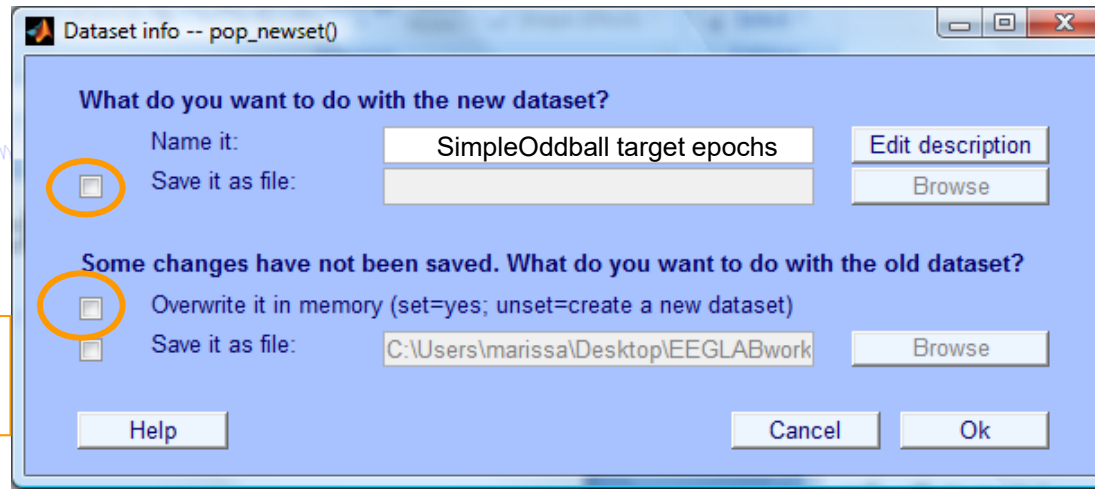 Dataset info -- pop_newset()
What do you want to do with the new dataset?
Name it: SimpleOddball target epochs Edit description
Save it as file: Browse
Some changes have not been saved. What do you want to do with the old dataset?
Overwrite it in memory (set=yes; unset=create a new dataset)
Save it as file: C:\Users\marissa\Desktop\EEGLABwork Browse
Help Cancel Ok